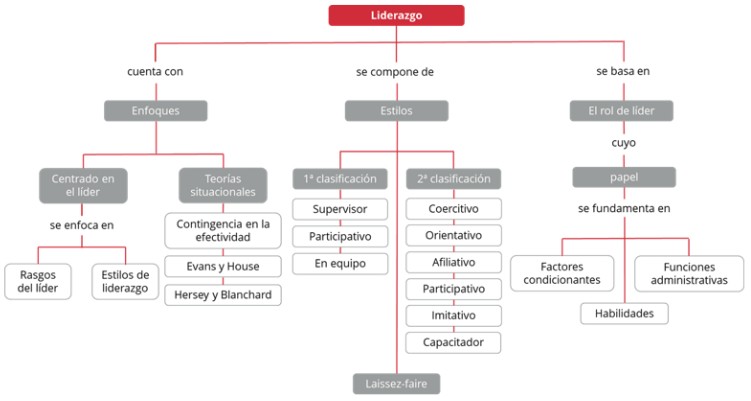 Liderazgo
cuenta con
se compone de
se basa en
Enfoques
Estilos
El rol de líder
cuyo
Centrado en
el líder
Teorías
situacionales
1ª clasificación
2ª clasificación
papel
se enfoca en
Contingencia en la
efectividad
Supervisor
Coercitivo
se fundamenta en
Participativo
Orientativo
Rasgos
del líder
Estilos de
liderazgo
Evans y House
En equipo
Afiliativo
Factores
condicionantes
Funciones
administrativas
Hersey y Blanchard
Participativo
Imitativo
Habilidades
Capacitador
Laissez-faire